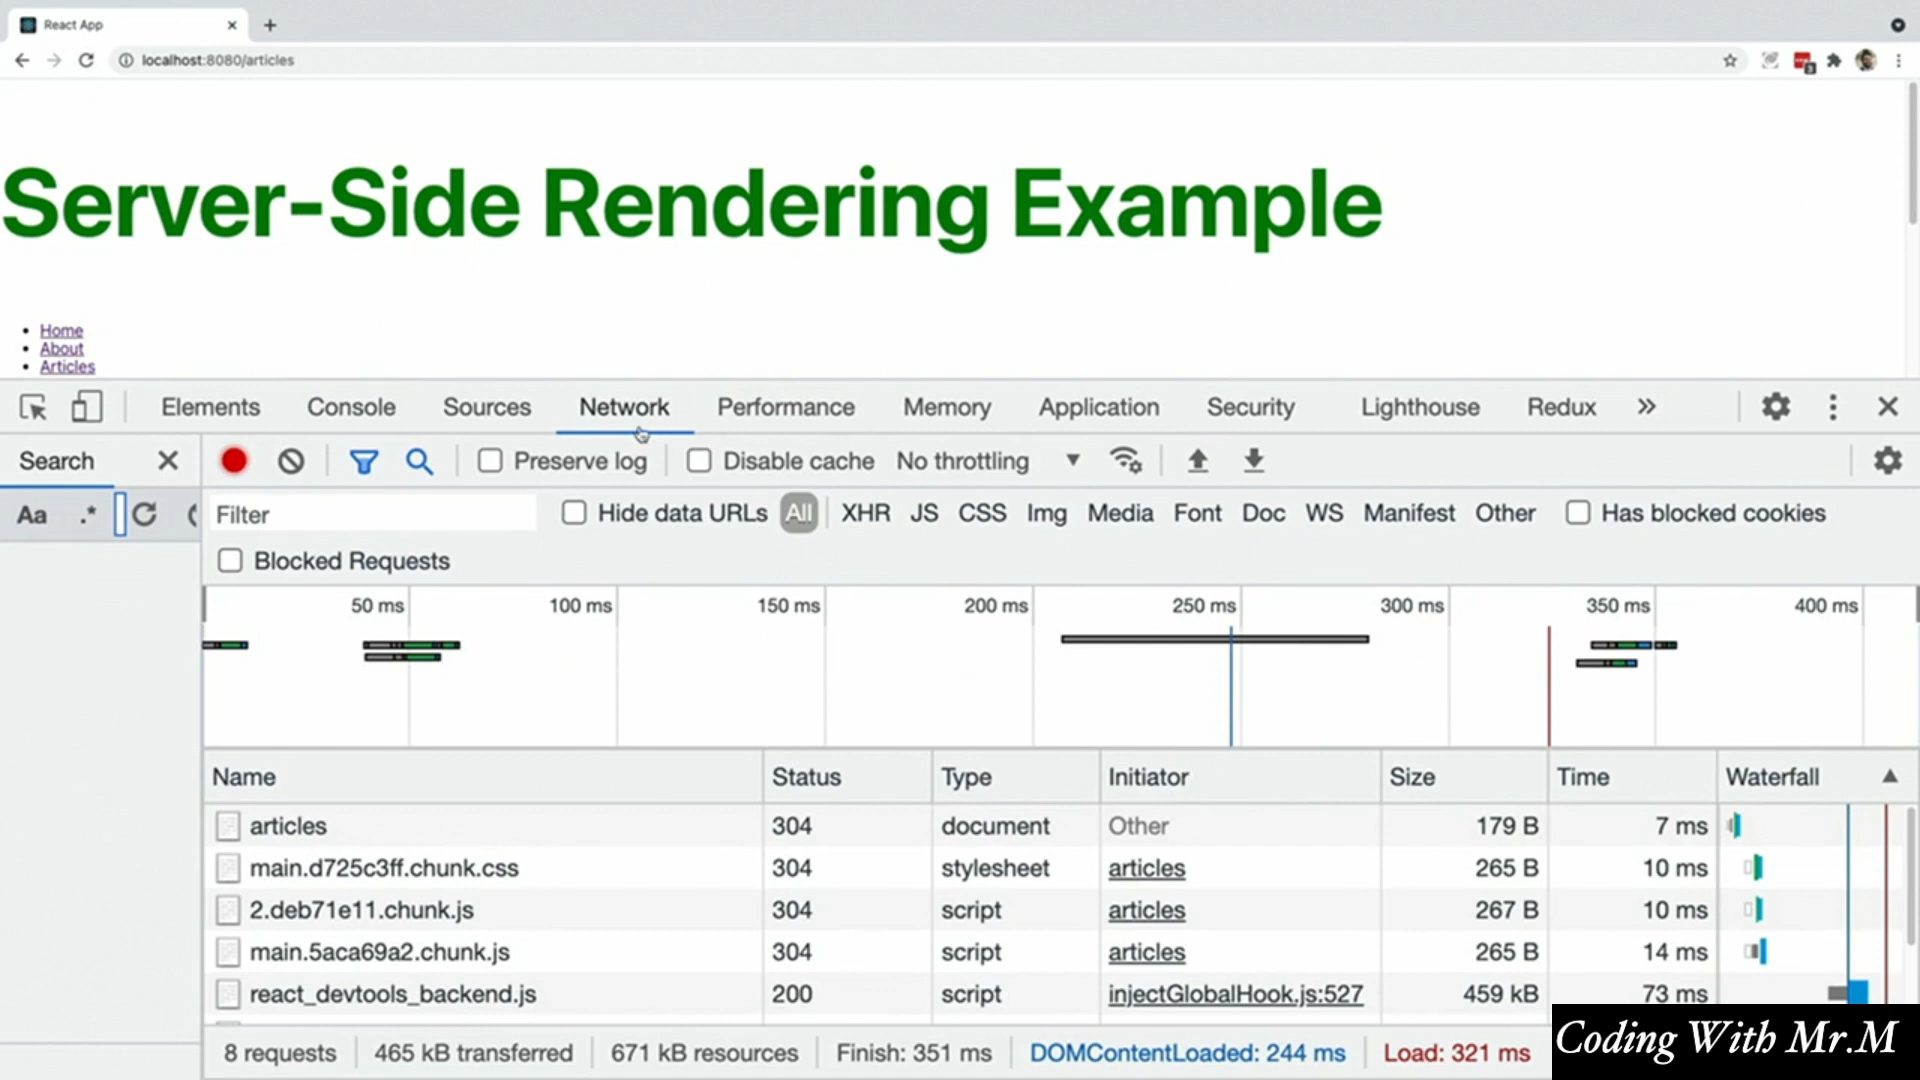 React App
localhost:8080/articles
Server-Side Rendering Example
Home
About
Articles
Elements Console Sources Network Performance Memory Application Security Lighthouse Redux
Search Preserve log Disable cache No throttling
Aa .* Filter Hide data URLs All XHR JS CSS Img Media Font Doc WS Manifest Other Has blocked cookies
Blocked Requests
50 ms 100 ms 150 ms 200 ms 250 ms 300 ms 350 ms 400 ms
Name Status Type Initiator Size Time Waterfall
articles 304 document Other 179 B 7 ms
main.d725c3ff.chunk.css 304 stylesheet articles 265 B 10 ms
2.deb71e11.chunk.js 304 script articles 267 B 10 ms
main.5aca69a2.chunk.js 304 script articles 265 B 14 ms
react_devtools_backend.js 200 script injectGlobalHook.js:527 459 kB 73 ms
8 requests 465 kB transferred 671 kB resources Finish: 351 ms DOMContentLoaded: 244 ms Load: 321 ms
Coding With Mr.M